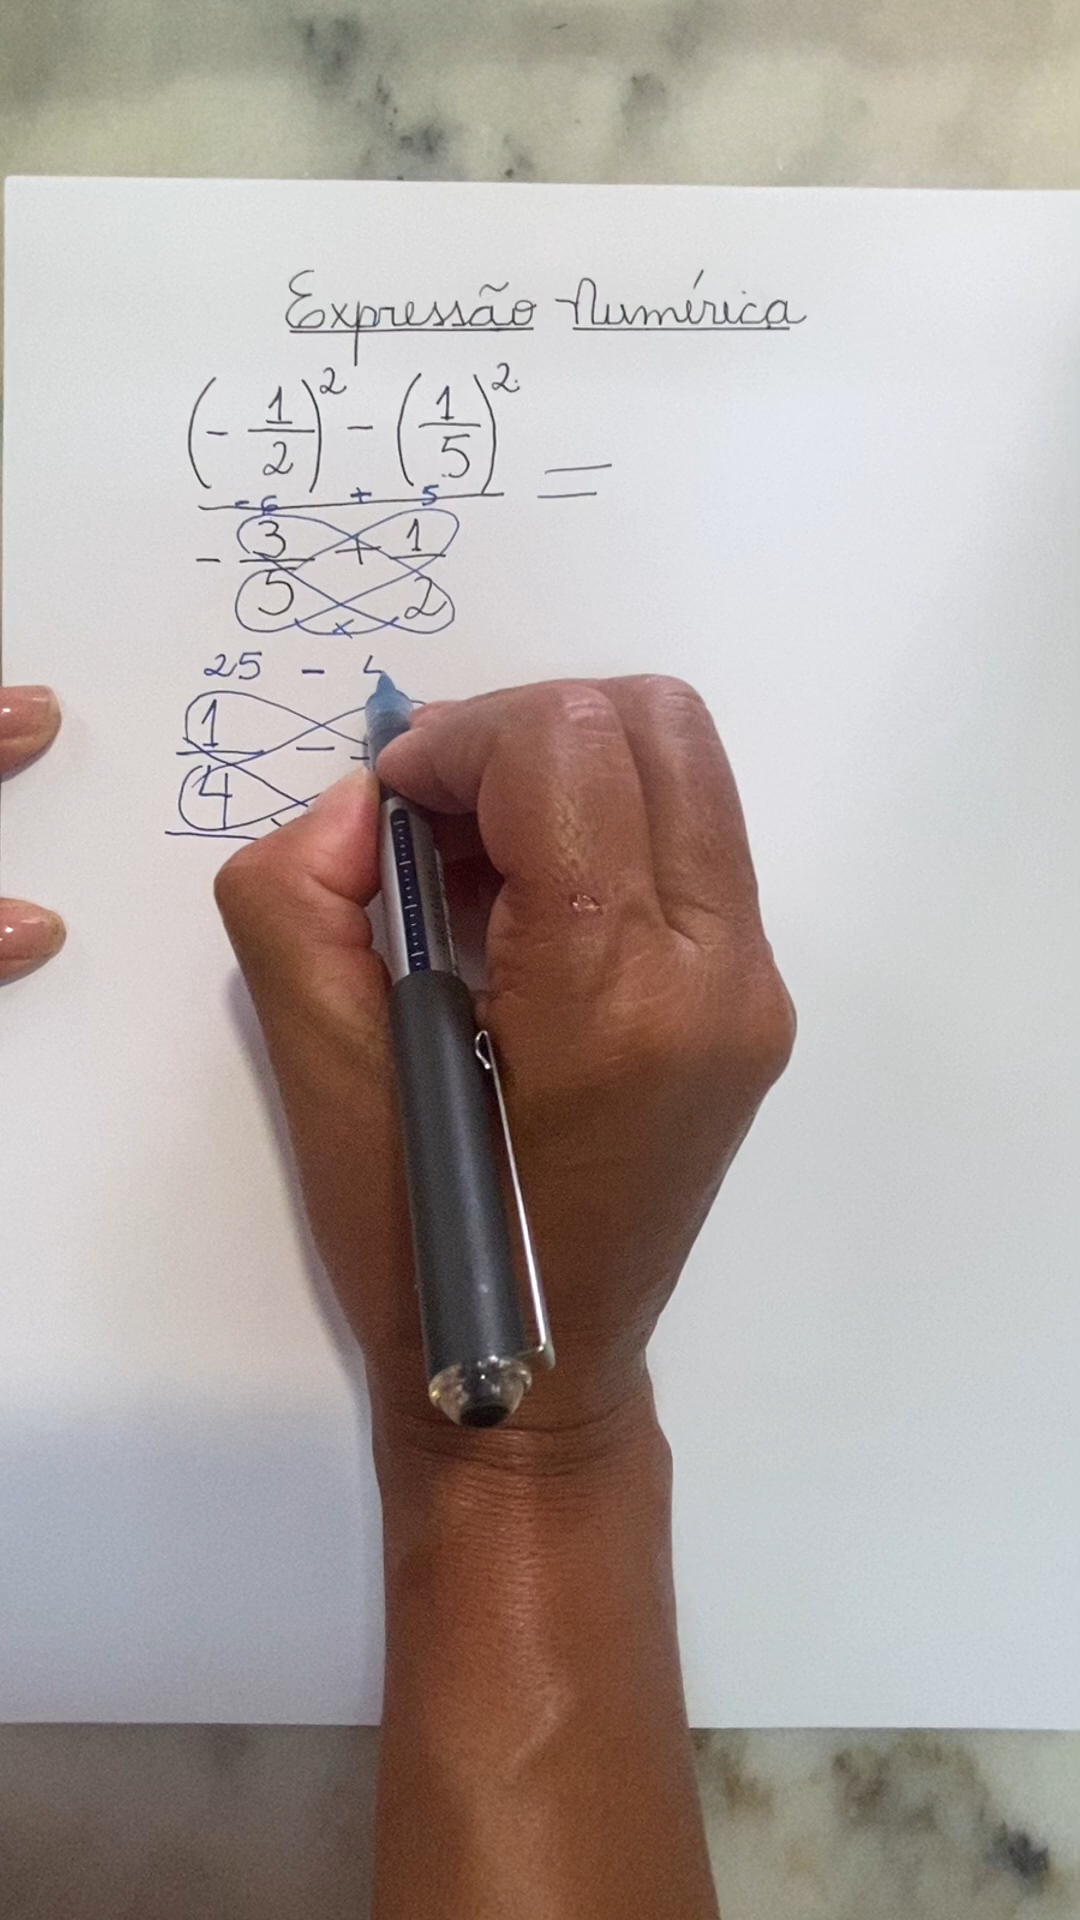 Expressão Numérica
(- 1/2)² - (1/5)² =
-6 + 5
- 3/5 + 1/2
×
25 - 4
1/4 -